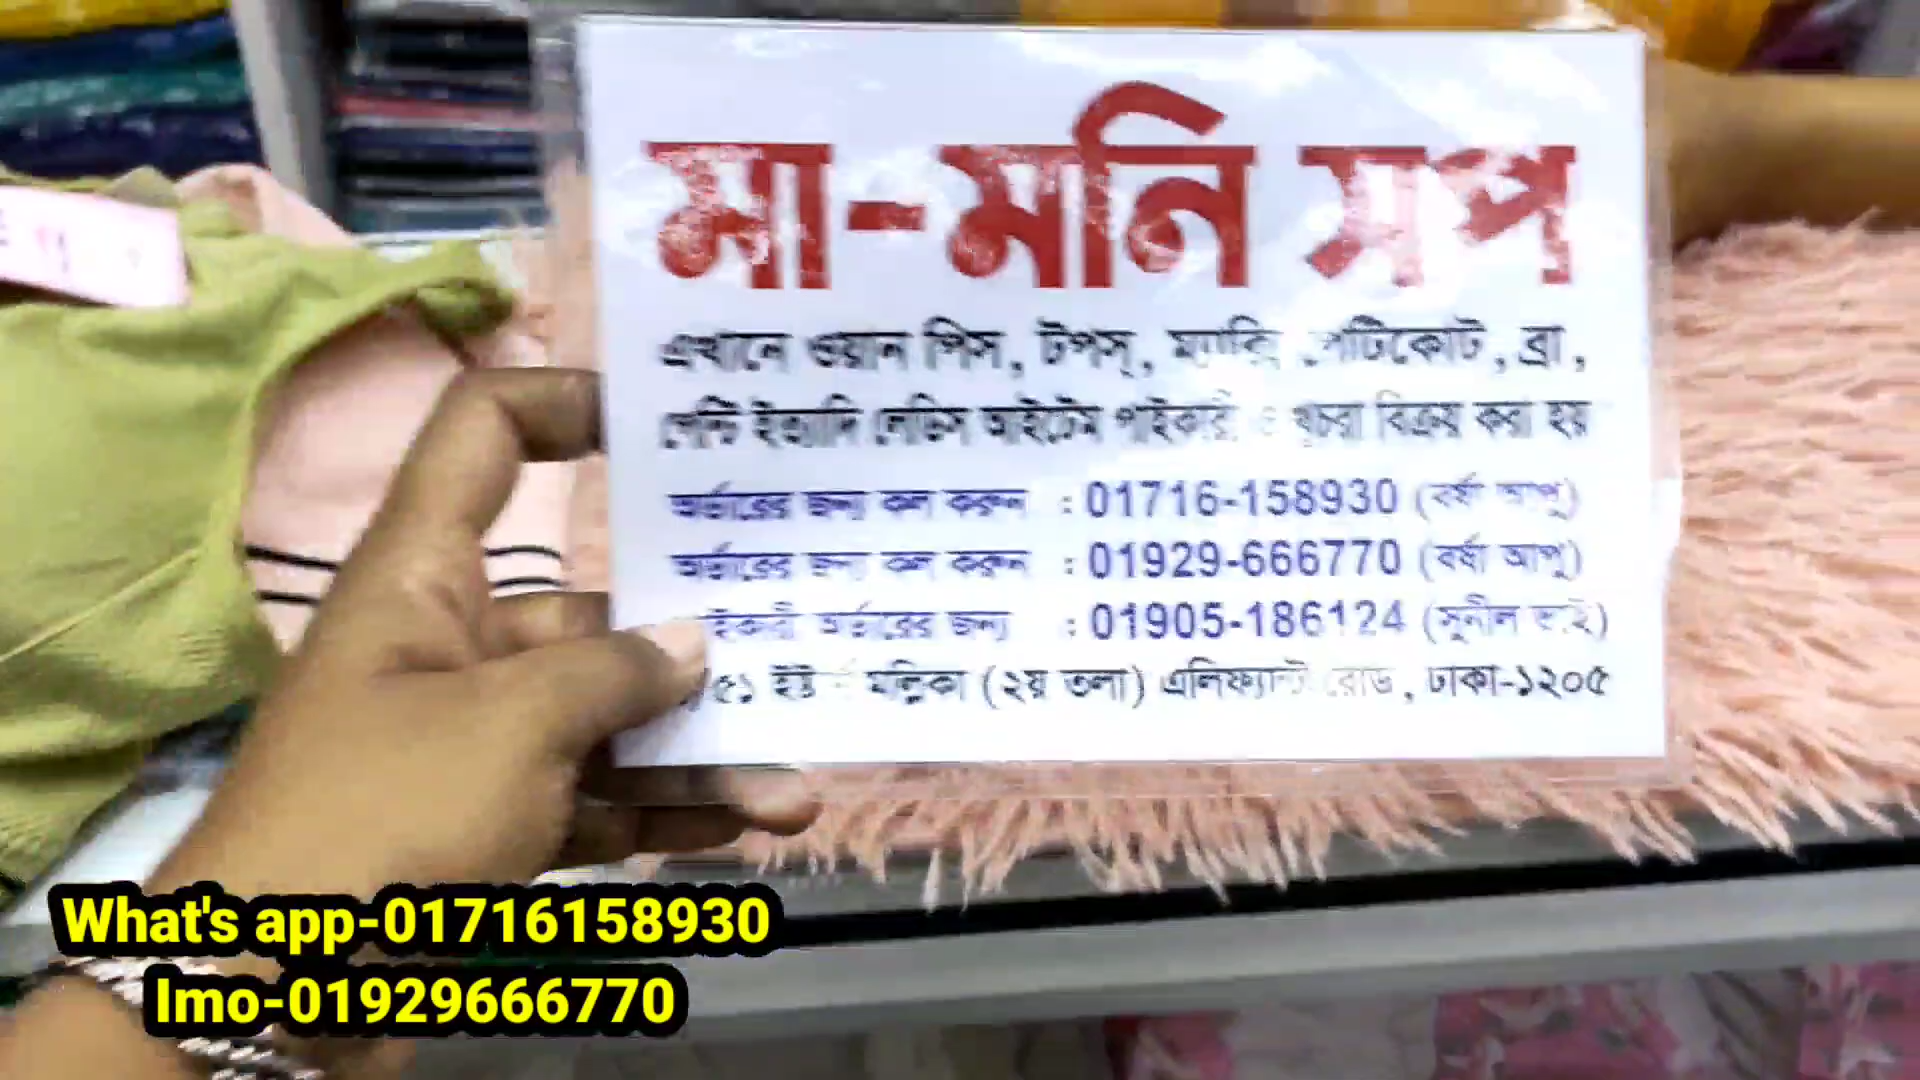 মা-মনি সপ
এখানে ওয়ান পিস, টপস্, ম্যাক্সি পেটিকোট, ব্রা,
পেন্টি ইত্যাদি লেডিস আইটেম পাইকারী ও খুচরা বিক্রয় করা হয়
অর্ডারের জন্য কল করুন : 01716-158930 (বর্ষা আপু)
অর্ডারের জন্য কল করুন : 01929-666770 (বর্ষা আপু)
পাইকারী অর্ডারের জন্য : 01905-186124 (সুনীল ভাই)
৫১ মল্লিকা (২য় তলা) এলিফ্যান্ট রোড, ঢাকা-১২০৫
What's app-01716158930
Imo-01929666770